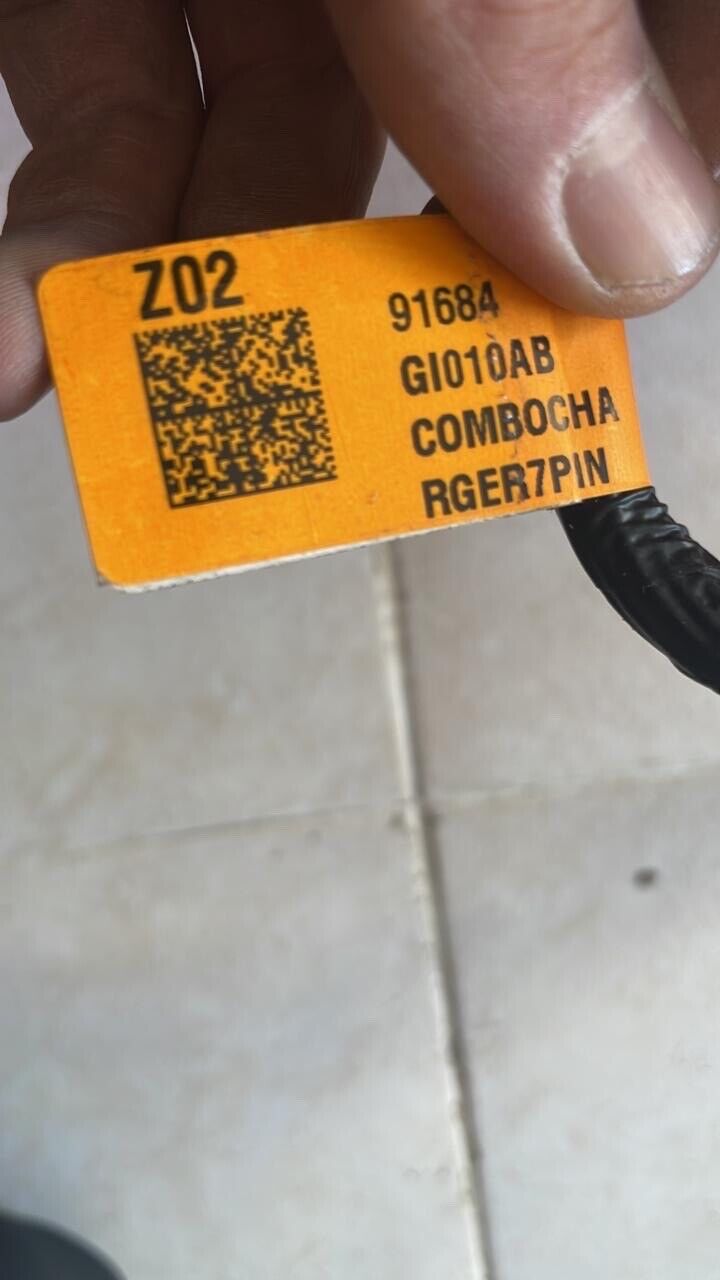 Z02
91684
GI010AB
COMBOCHA
RGER7PIN